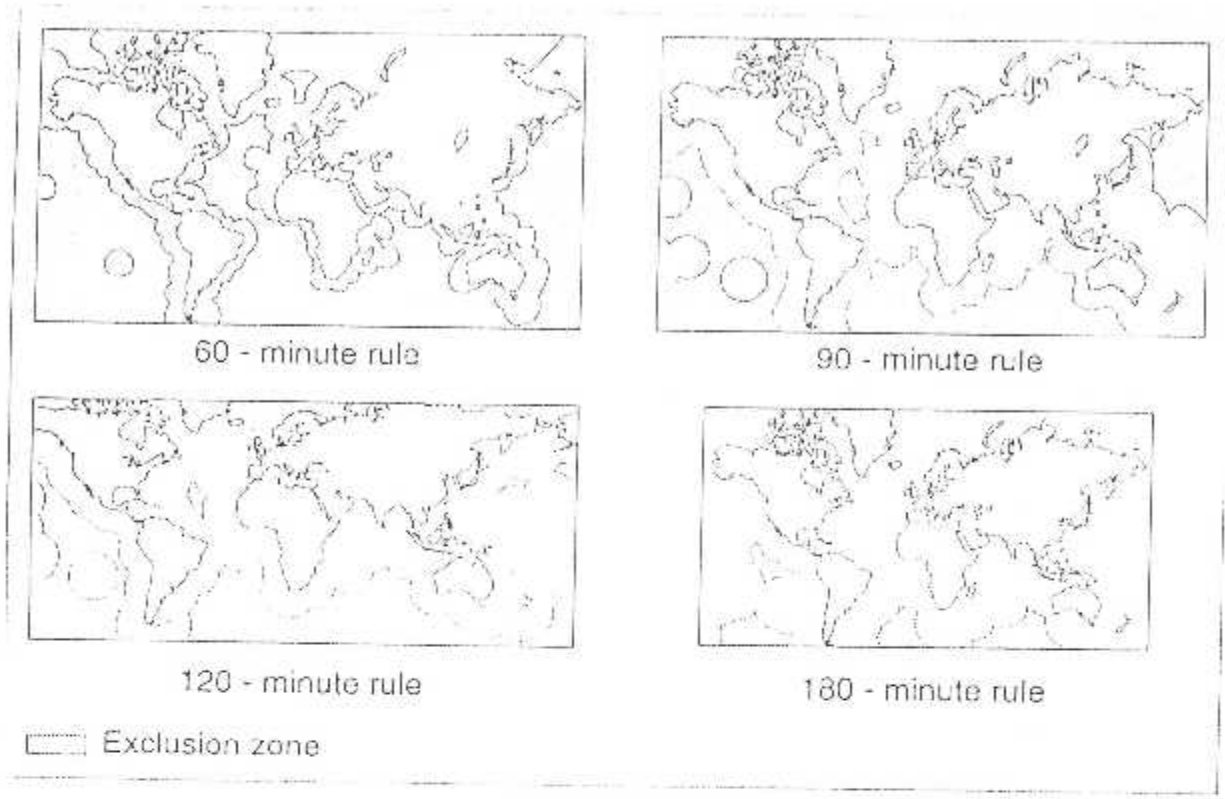 60 - minute rule
90 - minute rule
120 - minute rule
180 - minute rule
Exclusion zone